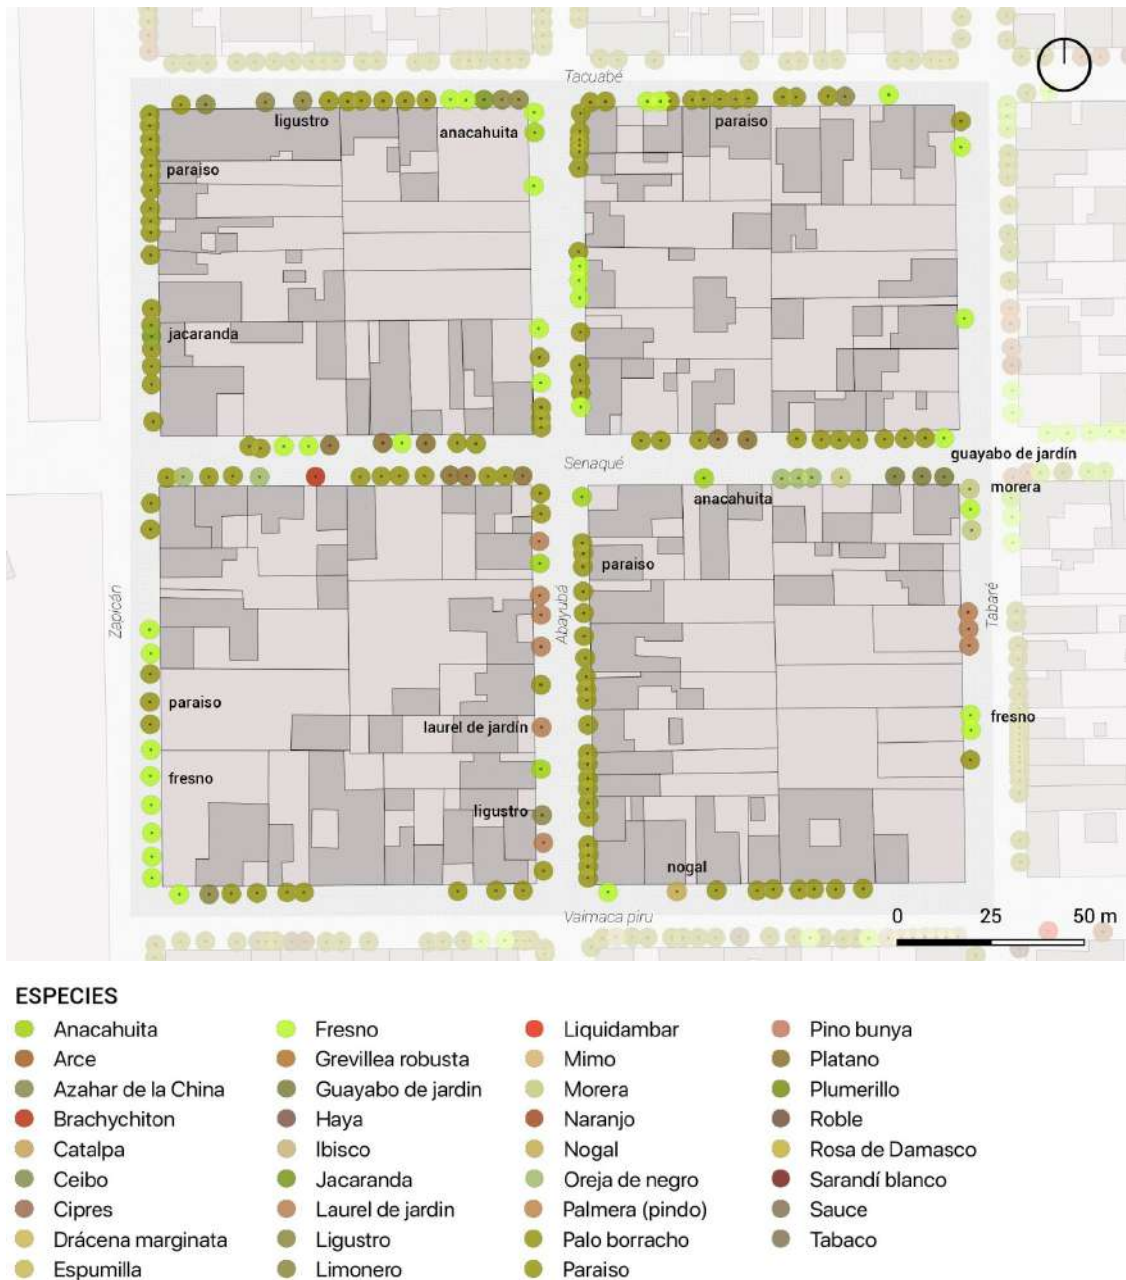 Tacuabé
ligustro
anacahuita
paraiso
paraiso
jacaranda
Senaqué
guayabo de jardín
morera
anacahuita
paraiso
Zapicán
Abayubá
Tabaré
paraiso
laurel de jardín
fresno
fresno
ligustro
nogal
Vaimaca piru
0 25 50 m
ESPECIES
Anacahuita
Arce
Azahar de la China
Brachychiton
Catalpa
Ceibo
Cipres
Drácena marginata
Espumilla
Fresno
Grevillea robusta
Guayabo de jardin
Haya
Ibisco
Jacaranda
Laurel de jardin
Ligustro
Limonero
Liquidambar
Mimo
Morera
Naranjo
Nogal
Oreja de negro
Palmera (pindo)
Palo borracho
Paraiso
Pino bunya
Platano
Plumerillo
Roble
Rosa de Damasco
Sarandí blanco
Sauce
Tabaco